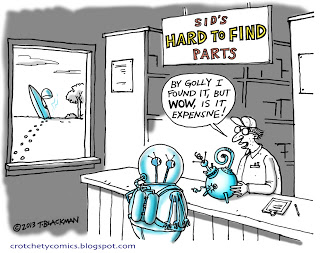 SID'S
HARD TO FIND
PARTS
BY GOLLY I
FOUND IT, BUT
WOW, IS IT
EXPENSIVE!
©2013 T. BLACKMAN
crotchetycomics.blogspot.com